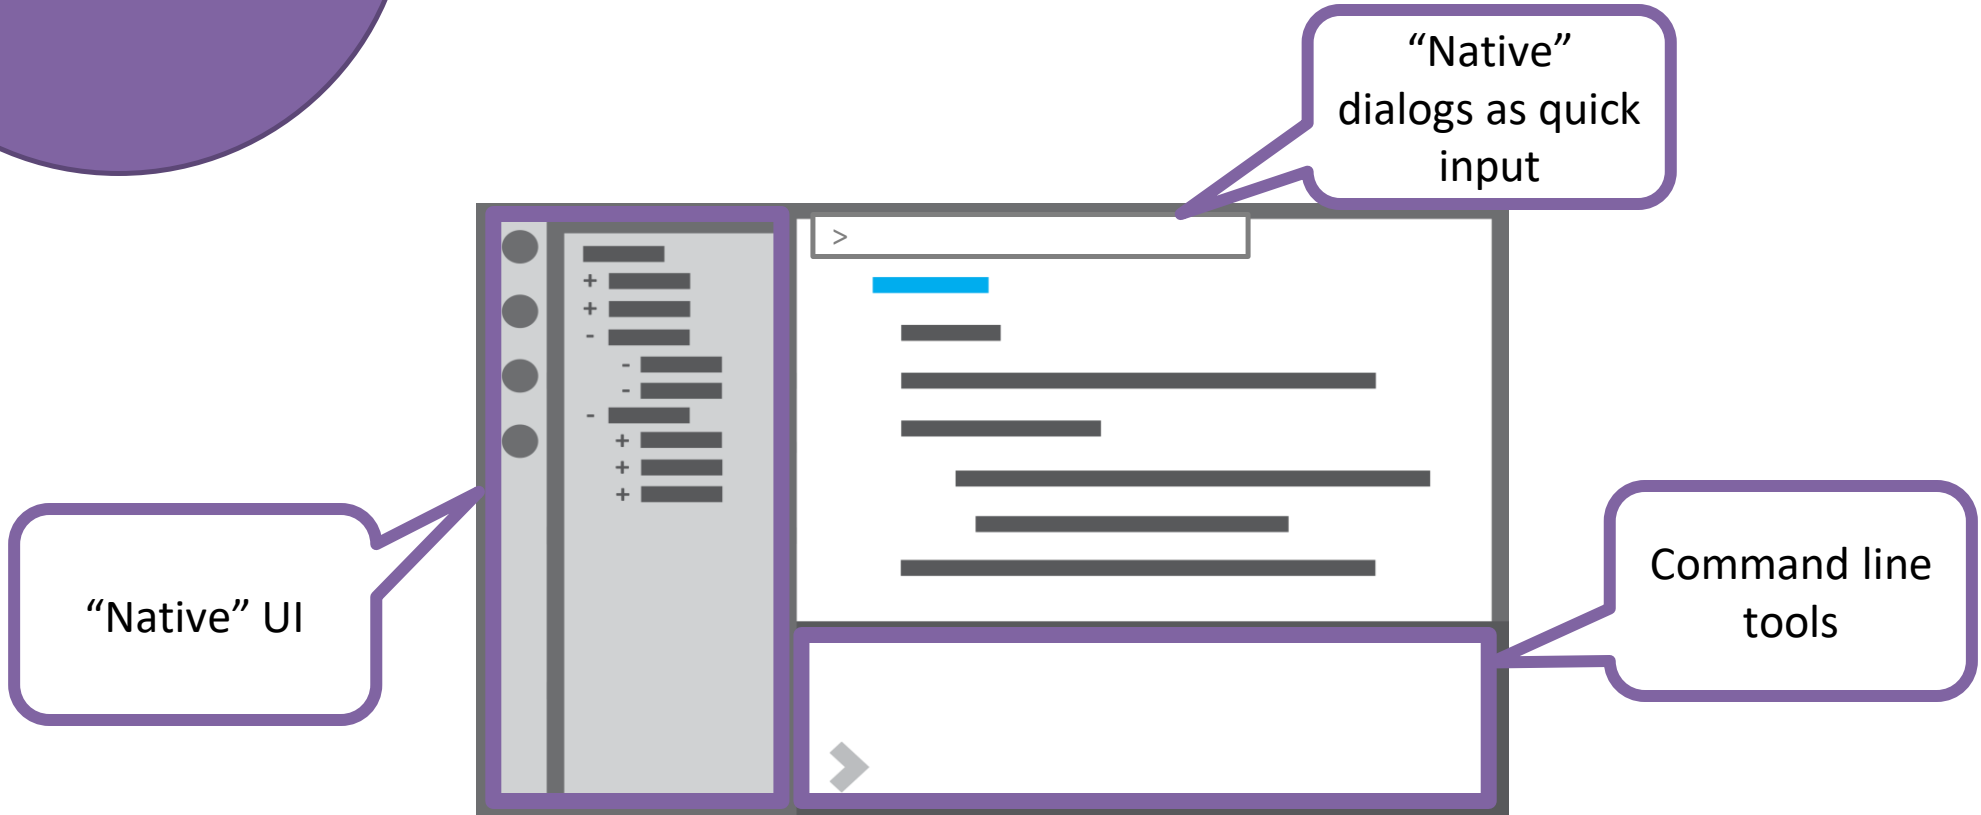 “Native”
dialogs as quick
input
>
+
+
-
-
-
-
+
+
+
“Native” UI
Command line
tools